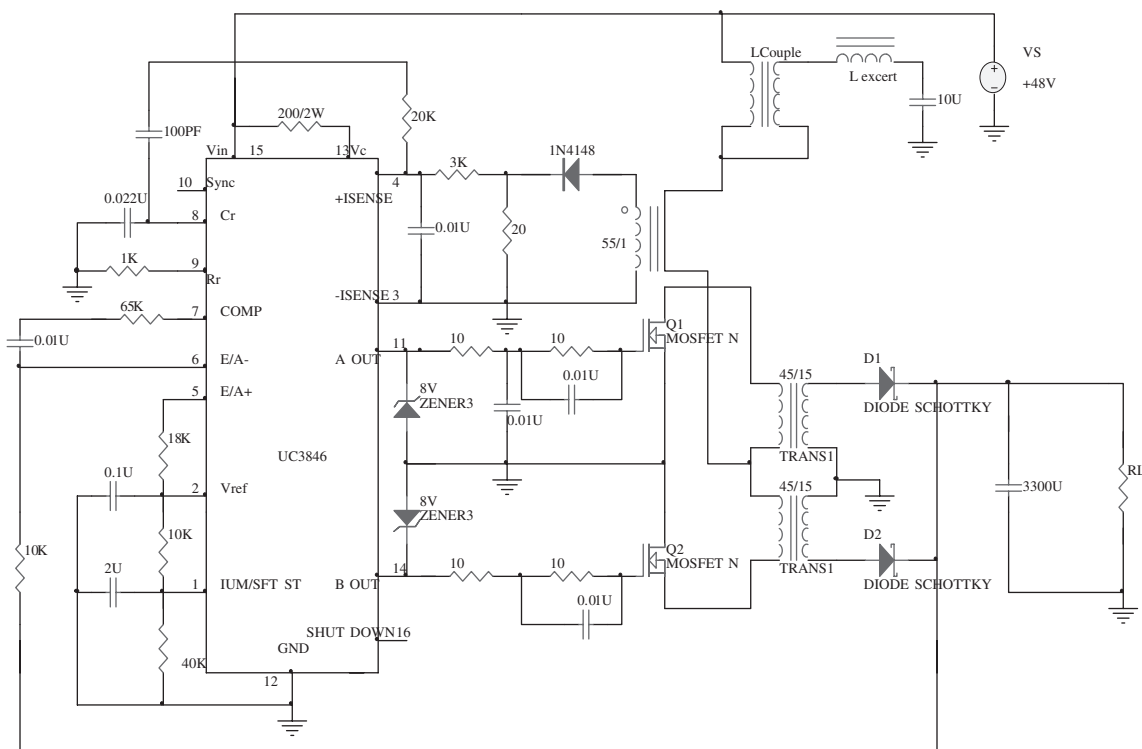 LCouple
L excert
VS
+48V
10U
200/2W
20K
100PF
Vin
15
13Vc
1N4148
3K
10
Sync
4
+ISENSE
0.022U
8
Cr
0.01U
20
55/1
1K
9
Rr
-ISENSE 3
65K
7
COMP
0.01U
6
E/A-
A OUT
11
10
10
Q1
MOSFET N
5
E/A+
8V
ZENER3
0.01U
0.01U
45/15
TRANS1
D1
DIODE SCHOTTKY
18K
UC3846
0.1U
2
Vref
8V
ZENER3
45/15
TRANS1
3300U
RL
10K
10K
2U
1
IUM/SFT ST
B OUT
14
10
10
Q2
MOSFET N
D2
DIODE SCHOTTKY
0.01U
SHUT DOWN16
GND
40K
12